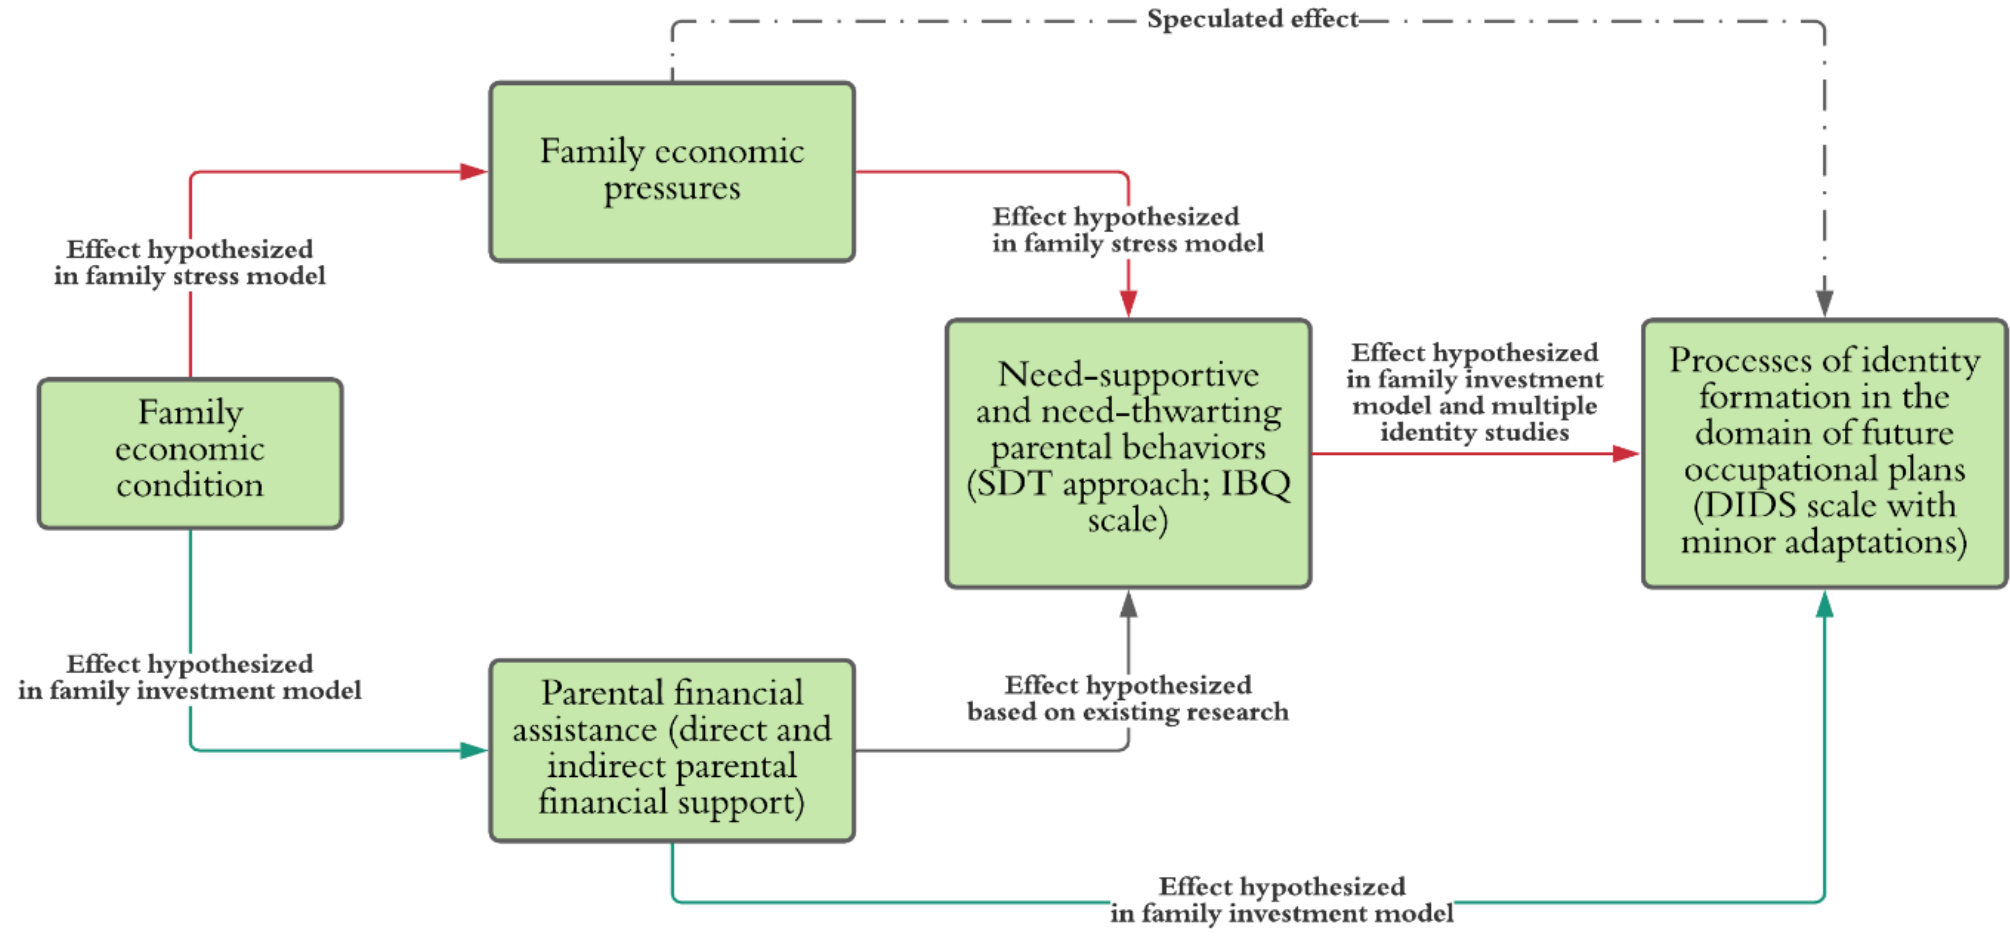 Speculated effect
Family economic
pressures
Effect hypothesized
in family stress model
Effect hypothesized
in family stress model
Family
economic
condition
Need-supportive
and need-thwarting
parental behaviors
(SDT approach; IBQ
scale)
Effect hypothesized
in family investment
model and multiple
identity studies
Processes of identity
formation in the
domain of future
occupational plans
(DIDS scale with
minor adaptations)
Effect hypothesized
in family investment model
Parental financial
assistance (direct and
indirect parental
financial support)
Effect hypothesized
based on existing research
Effect hypothesized
in family investment model